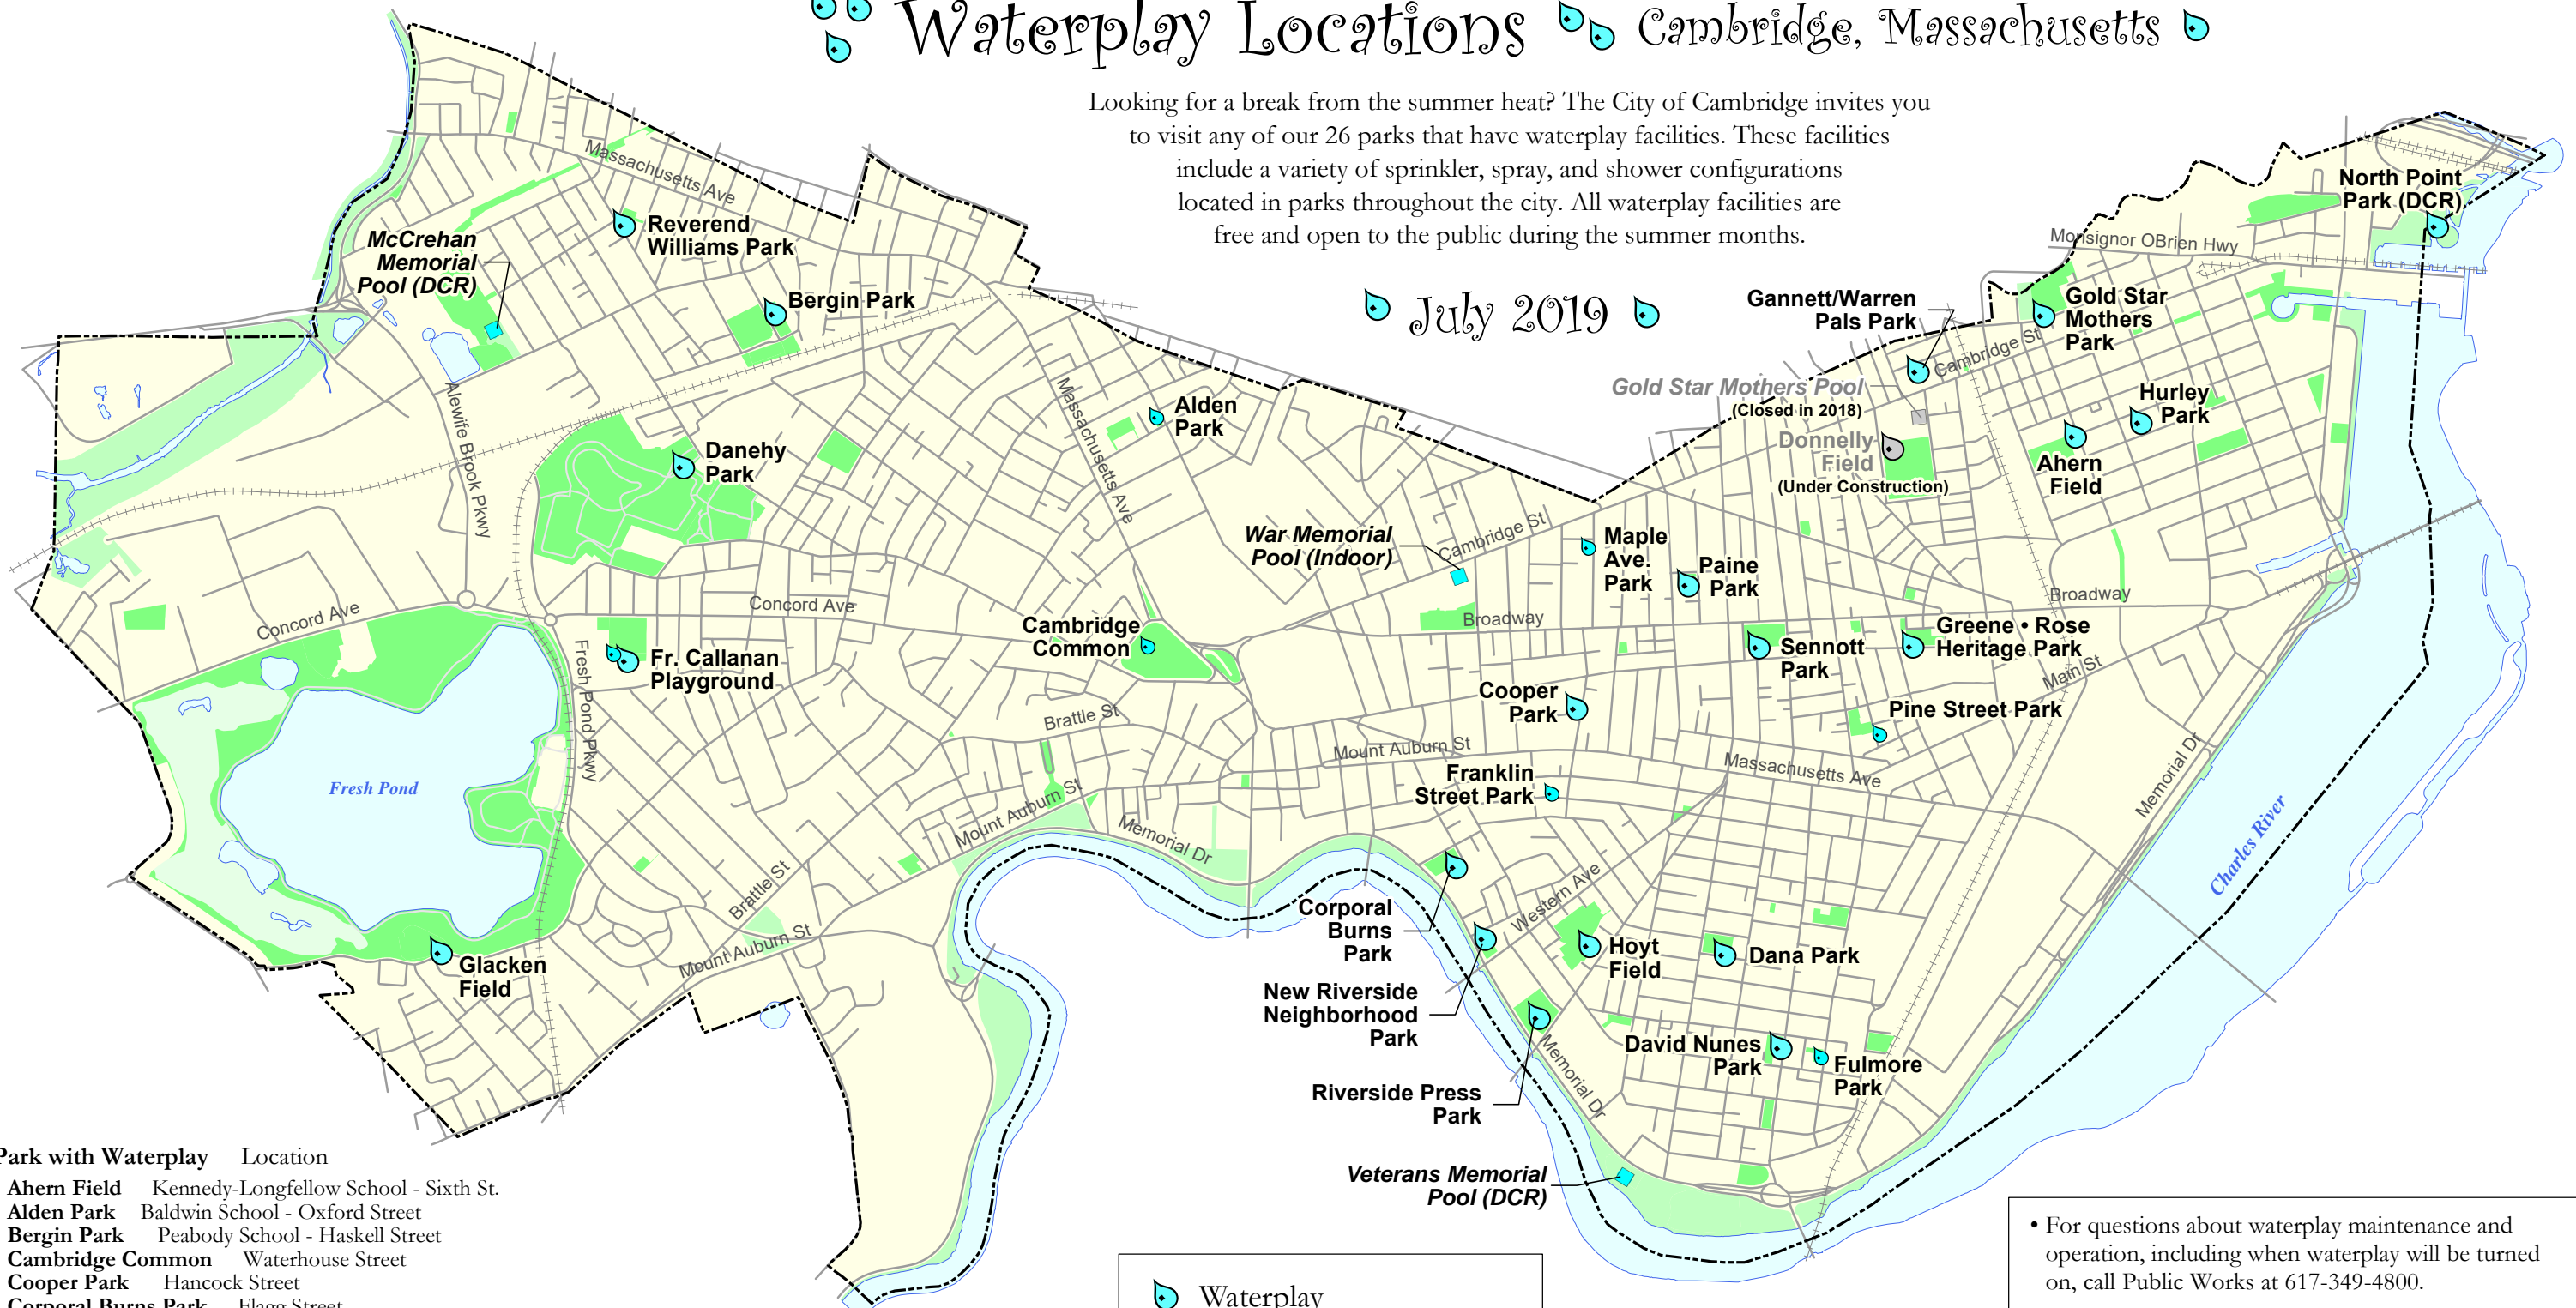 Waterplay Locations
Cambridge, Massachusetts
Looking for a break from the summer heat? The City of Cambridge invites you
to visit any of our 26 parks that have waterplay facilities. These facilities
include a variety of sprinkler, spray, and shower configurations
located in parks throughout the city. All waterplay facilities are
free and open to the public during the summer months.
July 2019
Massachusetts Ave
Reverend
Williams Park
McCrehan
Memorial
Pool (DCR)
Bergin Park
Alewife Brook Pkwy
Danehy
Park
Massachusetts Ave
Alden
Park
North Point
Park (DCR)
Monsignor OBrien Hwy
Gannett/Warren
Pals Park
Gold Star
Mothers
Park
Cambridge St
Gold Star Mothers Pool
(Closed in 2018)
Donnelly
Field
(Under Construction)
Hurley
Park
Ahern
Field
War Memorial
Pool (Indoor)
Cambridge St
Maple
Ave.
Park
Paine
Park
Broadway
Broadway
Concord Ave
Concord Ave
Cambridge
Common
Fr. Callanan
Playground
Fresh Pond Pkwy
Sennott
Park
Greene • Rose
Heritage Park
Main St
Cooper
Park
Pine Street Park
Brattle St
Mount Auburn St
Massachusetts Ave
Franklin
Street Park
Fresh Pond
Mount Auburn St
Memorial Dr
Memorial Dr
Charles River
Brattle St
Mount Auburn St
Western Ave
Corporal
Burns
Park
Hoyt
Field
Dana Park
Glacken
Field
New Riverside
Neighborhood
Park
David Nunes
Park
Fulmore
Park
Memorial Dr
Riverside Press
Park
Veterans Memorial
Pool (DCR)
Park with Waterplay Location
Ahern Field Kennedy-Longfellow School - Sixth St.
Alden Park Baldwin School - Oxford Street
Bergin Park Peabody School - Haskell Street
Cambridge Common Waterhouse Street
Cooper Park Hancock Street
Corporal Burns Park Flagg Street
Waterplay
• For questions about waterplay maintenance and
operation, including when waterplay will be turned
on, call Public Works at 617-349-4800.